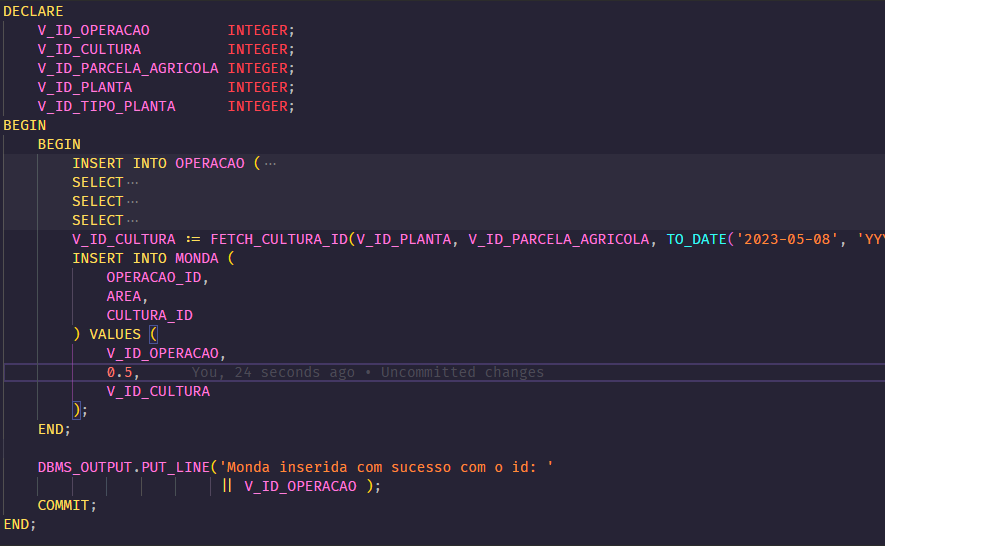 DECLARE
V_ID_OPERACAO INTEGER;
V_ID_CULTURA INTEGER;
V_ID_PARCELA_AGRICOLA INTEGER;
V_ID_PLANTA INTEGER;
V_ID_TIPO_PLANTA INTEGER;
BEGIN
BEGIN
INSERT INTO OPERACAO (···
SELECT···
SELECT···
SELECT···
V_ID_CULTURA := FETCH_CULTURA_ID(V_ID_PLANTA, V_ID_PARCELA_AGRICOLA, TO_DATE('2023-05-08', 'YY
INSERT INTO MONDA (
OPERACAO_ID,
AREA,
CULTURA_ID
) VALUES (
V_ID_OPERACAO,
0.5, You, 24 seconds ago • Uncommitted changes
V_ID_CULTURA
);
END;
DBMS_OUTPUT.PUT_LINE('Monda inserida com sucesso com o id: '
|| V_ID_OPERACAO );
COMMIT;
END;